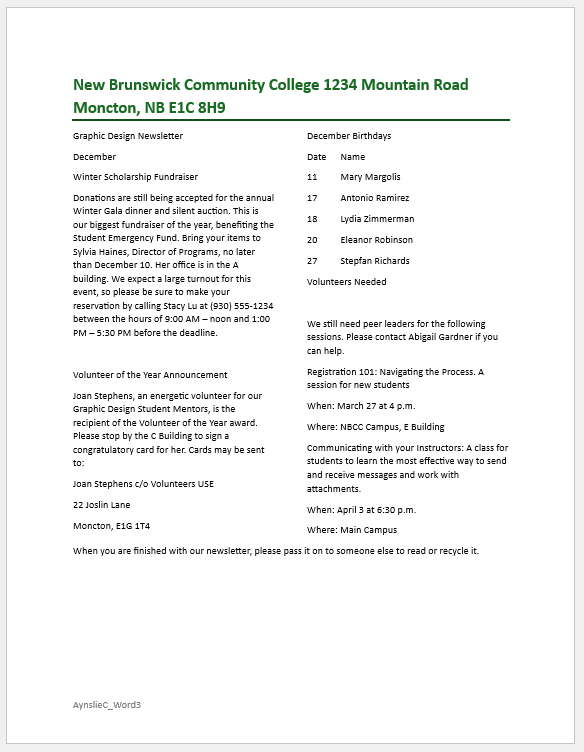 New Brunswick Community College 1234 Mountain Road
Moncton, NB E1C 8H9
Graphic Design Newsletter
December
Winter Scholarship Fundraiser
Donations are still being accepted for the annual
Winter Gala dinner and silent auction. This is
our biggest fundraiser of the year, benefiting the
Student Emergency Fund. Bring your items to
Sylvia Haines, Director of Programs, no later
than December 10. Her office is in the A
building. We expect a large turnout for this
event, so please be sure to make your
reservation by calling Stacy Lu at (930) 555-1234
between the hours of 9:00 AM – noon and 1:00
PM – 5:30 PM before the deadline.
Volunteer of the Year Announcement
Joan Stephens, an energetic volunteer for our
Graphic Design Student Mentors, is the
recipient of the Volunteer of the Year award.
Please stop by the C Building to sign a
congratulatory card for her. Cards may be sent
to:
Joan Stephens c/o Volunteers USE
22 Joslin Lane
Moncton, E1G 1T4
December Birthdays
Date Name
11 Mary Margolis
17 Antonio Ramirez
18 Lydia Zimmerman
20 Eleanor Robinson
27 Stepfan Richards
Volunteers Needed
We still need peer leaders for the following
sessions. Please contact Abigail Gardner if you
can help.
Registration 101: Navigating the Process. A
session for new students
When: March 27 at 4 p.m.
Where: NBCC Campus, E Building
Communicating with your Instructors: A class for
students to learn the most effective way to send
and receive messages and work with
attachments.
When: April 3 at 6:30 p.m.
Where: Main Campus
When you are finished with our newsletter, please pass it on to someone else to read or recycle it.
AynslieC_Word3